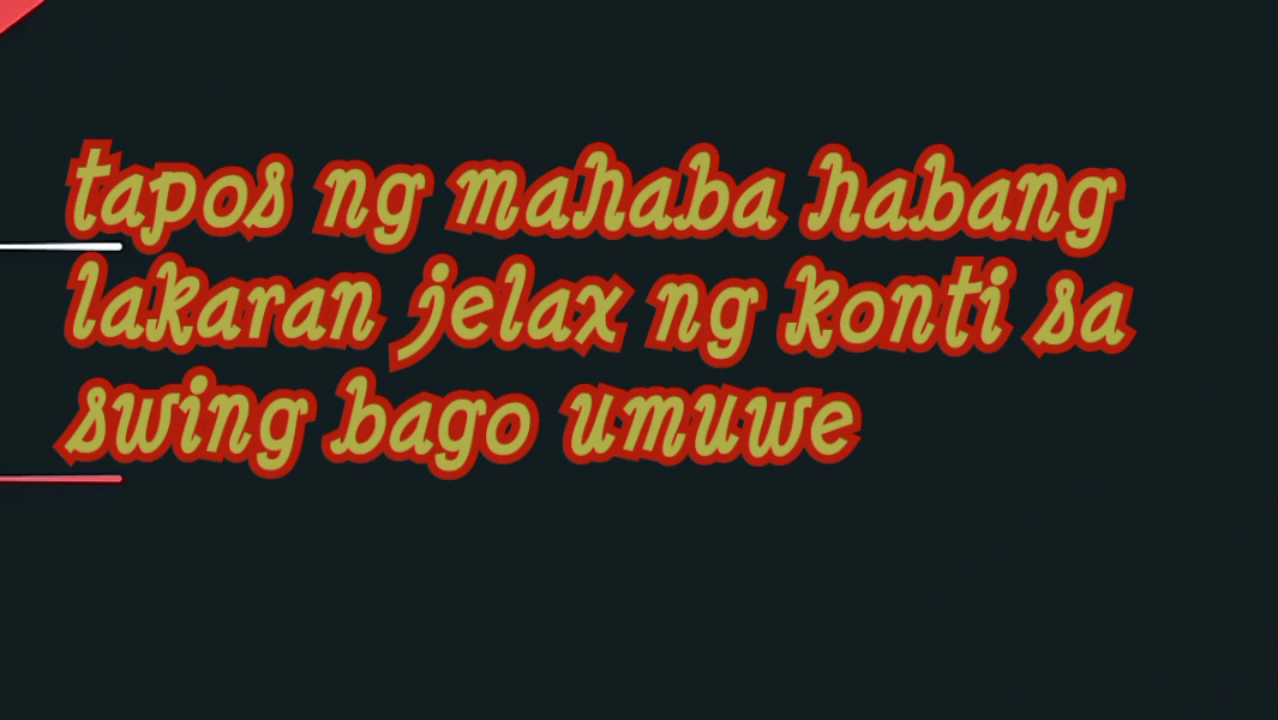 tapos ng mahaba habang
lakaran jelax ng konti sa
swing bago umuwe